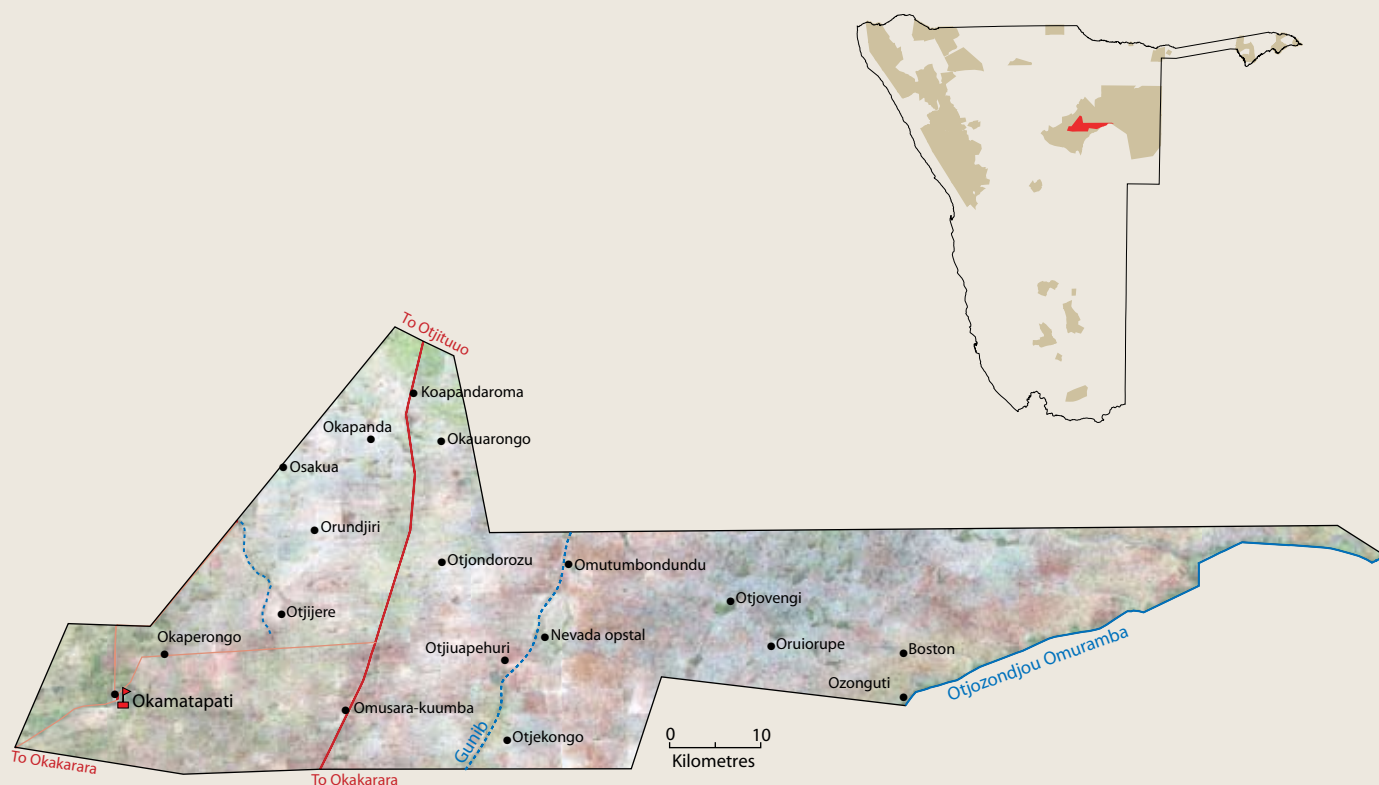 To Otjituuo
Koapandaroma
Okapanda
Okauarongo
Osakua
Orundjiri
Otjondorozu
Omutumbondundu
Otjovengi
Otjijere
Okaperongo
Nevada opstal
Otjiuapehuri
Oruiorupe
Boston
Otjozondjou Omuramba
Ozonguti
Okamatapati
Omusara-kuumba
Gunib
Otjekongo
0 10
Kilometres
To Okakarara
To Okakarara